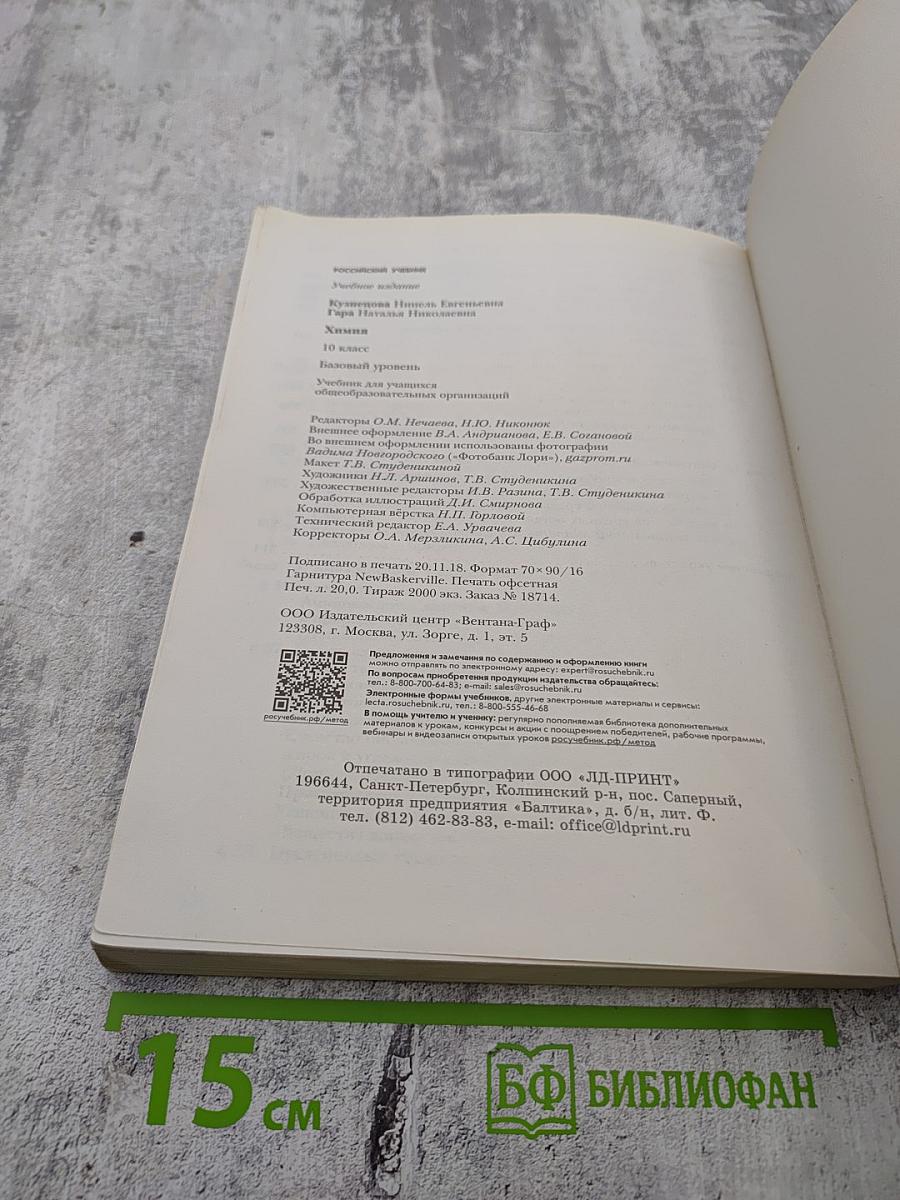 РОССИЙСКИЙ УЧЕБНИК
Учебное издание
Кузнецова Нинель Евгеньевна
Гара Наталья Николаевна
Химия
10 класс
Базовый уровень
Учебник для учащихся
общеобразовательных организаций
Редакторы О.М. Нечаева, Н.Ю. Никонюк
Внешнее оформление В.А. Андрианова, Е.В. Согановой
Во внешнем оформлении использованы фотографии
Вадима Новгородского («Фотобанк Лори»), gazprom.ru
Макет Т.В. Студеникиной
Художники Н.Л. Аршинов, Т.В. Студеникина
Художественные редакторы И.В. Разина, Т.В. Студеникина
Обработка иллюстраций Д.И. Смирнова
Компьютерная вёрстка Н.П. Горловой
Технический редактор Е.А. Урвачева
Корректоры О.А. Мерзликина, А.С. Цибулина
Подписано в печать 20.11.18. Формат 70×90/16
Гарнитура NewBaskerville. Печать офсетная
Печ. л. 20,0. Тираж 2000 экз. Заказ № 18714.
ООО Издательский центр «Вентана-Граф»
123308, г. Москва, ул. Зорге, д. 1, эт. 5
Предложения и замечания по содержанию и оформлению книги
можно отправлять по электронному адресу: expert@rosuchebnik.ru
По вопросам приобретения продукции издательства обращайтесь:
тел.: 8-800-700-64-83; e-mail: sales@rosuchebnik.ru
Электронные формы учебников, другие электронные материалы и сервисы:
lecta.rosuchebnik.ru, тел.: 8-800-555-46-68
В помощь учителю и ученику: регулярно пополняемая библиотека дополнительных
материалов к урокам, конкурсы и акции с поощрением победителей, рабочие программы,
вебинары и видеозаписи открытых уроков росучебник.рф/метод
росучебник.рф/метод
Отпечатано в типографии ООО «ЛД-ПРИНТ»
196644, Санкт-Петербург, Колпинский р-н, пос. Саперный,
территория предприятия «Балтика», д. б/н, лит. Ф.
тел. (812) 462-83-83, e-mail: office@ldprint.ru
15 см
БФ БИБЛИОФАН